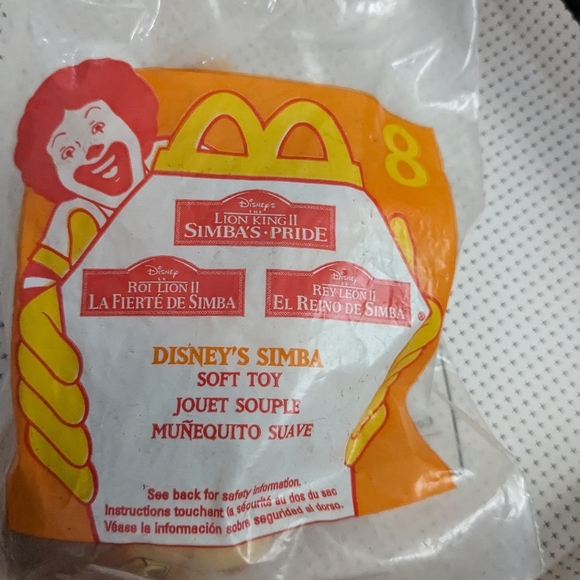 8
Disney's
THE
LION KING II
SIMBA'S·PRIDE
Disney
LE
ROI LION II
LA FIERTÉ DE SIMBA
Disney
EL
REY LEÓN II
EL REINO DE SIMBA
®
DISNEY'S SIMBA
SOFT TOY
JOUET SOUPLE
MUÑEQUITO SUAVE
See back for safety information.
Instructions touchant la sécurité au dos du sac
Véase la información sobre seguridad al dorso.